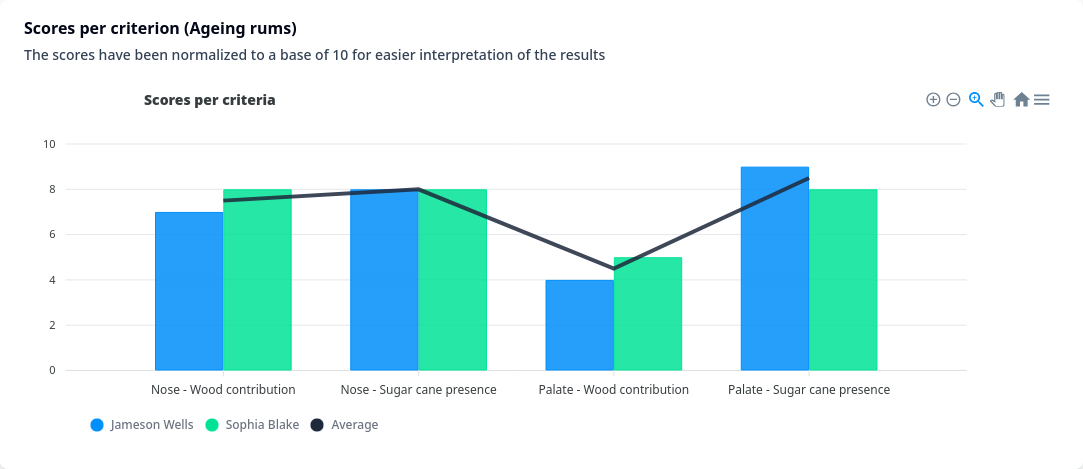 Scores per criterion (Ageing rums)
The scores have been normalized to a base of 10 for easier interpretation of the results
Scores per criteria
10
8
6
4
2
0
Nose - Wood contribution Nose - Sugar cane presence Palate - Wood contribution Palate - Sugar cane presence
Jameson Wells Sophia Blake Average